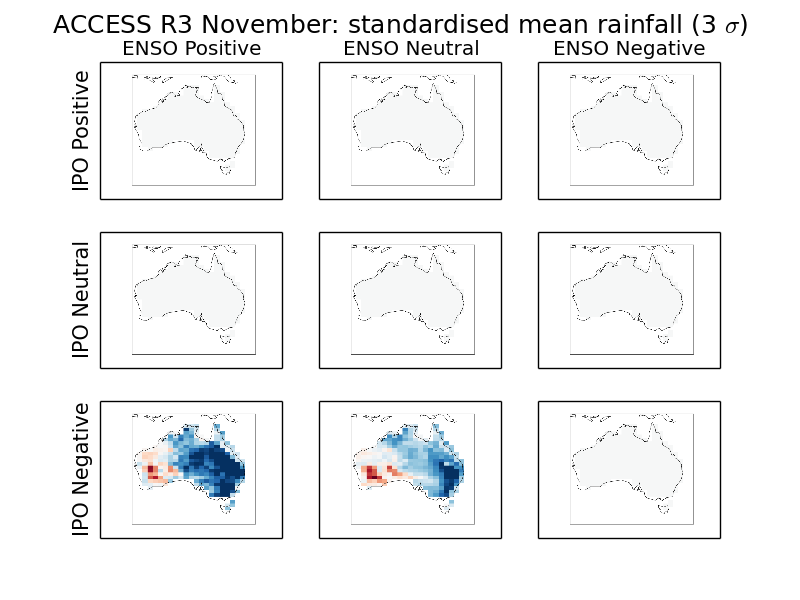 ACCESS R3 November: standardised mean rainfall (3 σ)
ENSO Positive ENSO Neutral ENSO Negative
IPO Positive
IPO Neutral
IPO Negative